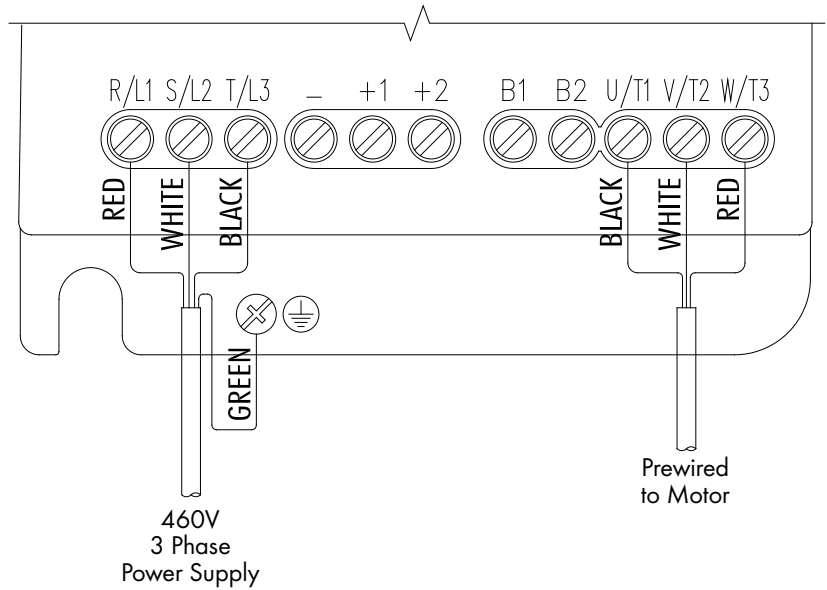 R/L1 S/L2 T/L3 – +1 +2 B1 B2 U/T1 V/T2 W/T3
RED WHITE BLACK BLACK WHITE RED
GREEN
Prewired
to Motor
460V
3 Phase
Power Supply